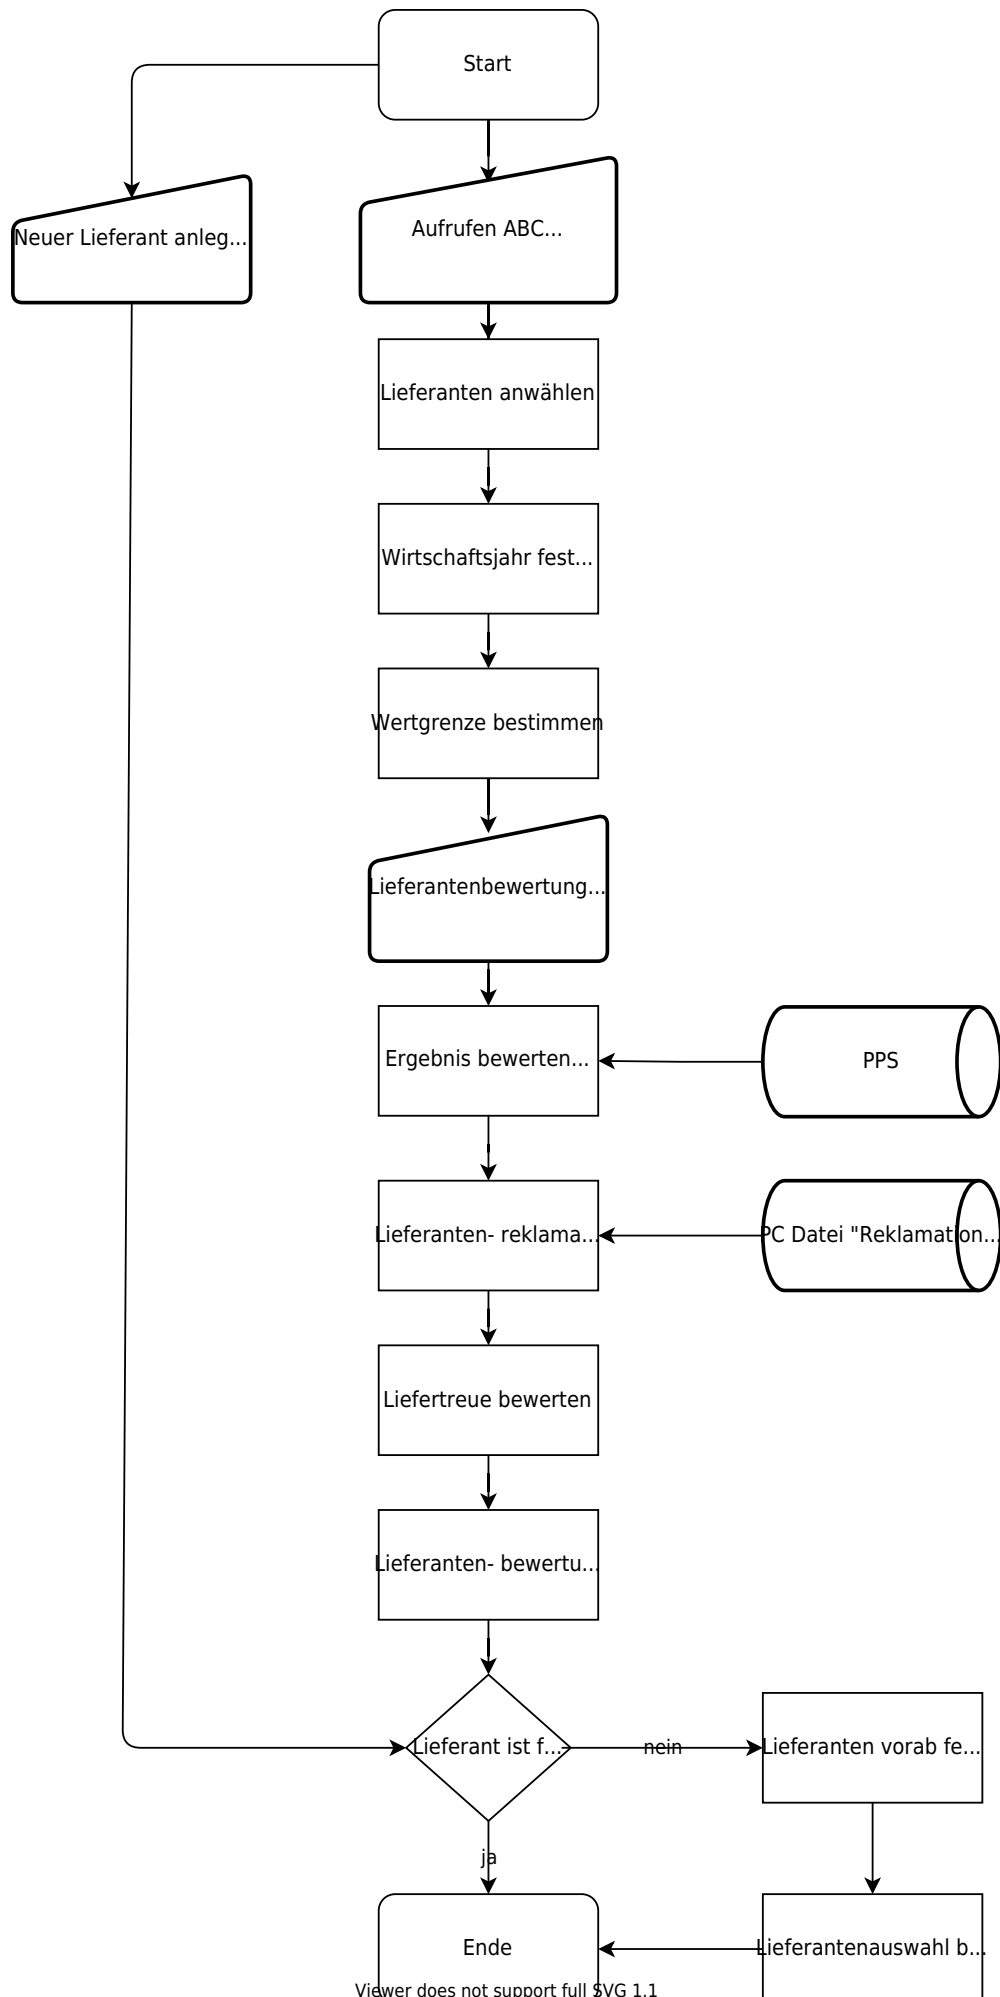 Start
Neuer Lieferant anleg...
Aufrufen ABC...
Lieferanten anwählen
Wirtschaftsjahr fest...
Wertgrenze bestimmen
Lieferantenbewertung...
Ergebnis bewerten...
PPS
Lieferanten- reklama...
PC Datei "Reklamation...
Liefertreue bewerten
Lieferanten- bewertu...
Lieferant ist f...
nein
Lieferanten vorab fe...
ja
Ende
Lieferantenauswahl b...
Viewer does not support full SVG 1.1